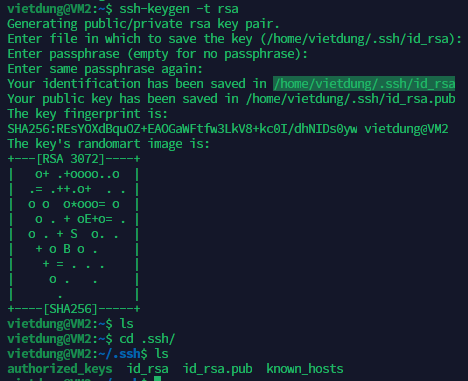 vietdung@VM2:~$ ssh-keygen -t rsa
Generating public/private rsa key pair.
Enter file in which to save the key (/home/vietdung/.ssh/id_rsa):
Enter passphrase (empty for no passphrase):
Enter same passphrase again:
Your identification has been saved in /home/vietdung/.ssh/id_rsa
Your public key has been saved in /home/vietdung/.ssh/id_rsa.pub
The key fingerprint is:
SHA256:REsYOXdBquOZ+EAOGaWFtfw3LkV8+kc0I/dhNIDs0yw vietdung@VM2
The key's randomart image is:
+---[RSA 3072]----+
|   o+ .+oooo..o  |
|  .= .++.o+  . . |
|  o o  o*ooo= o  |
|   o . + oE+o= . |
|  o . + S  o. .  |
|   + o B o .     |
|    + = . . .    |
|     o .   .     |
|      .          |
+----[SHA256]-----+
vietdung@VM2:~$ ls
vietdung@VM2:~$ cd .ssh/
vietdung@VM2:~/.ssh$ ls
authorized_keys  id_rsa  id_rsa.pub  known_hosts
vietdung@VM2:~/.ssh$